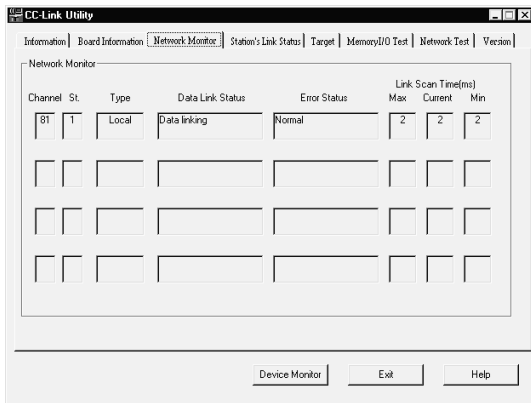 CC-Link Utility
Information Board Information Network Monitor Station's Link Status Target MemoryI/O Test Network Test Version
Network Monitor
Link Scan Time(ms)
Channel St. Type Data Link Status Error Status Max Current Min
81 1 Local Data linking Normal 2 2 2
Device Monitor Exit Help